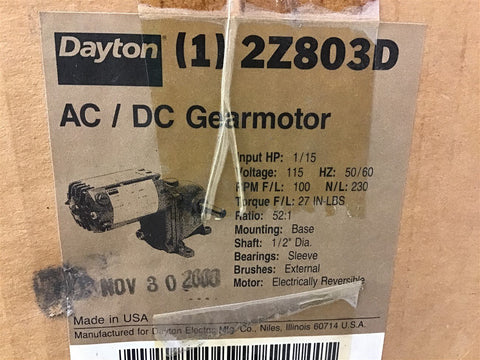 Dayton (1) 2Z803D
AC / DC Gearmotor
Input HP: 1/15
Voltage: 115 HZ: 50/60
RPM F/L: 100 N/L: 230
Torque F/L: 27 IN-LBS
Ratio: 52:1
Mounting: Base
Shaft: 1/2" Dia.
Bearings: Sleeve
Brushes: External
Motor: Electrically Reversible
NOV 30 2000
Made in USA
Manufactured for Dayton Electric Mfg. Co., Niles, Illinois 60714 U.S.A.